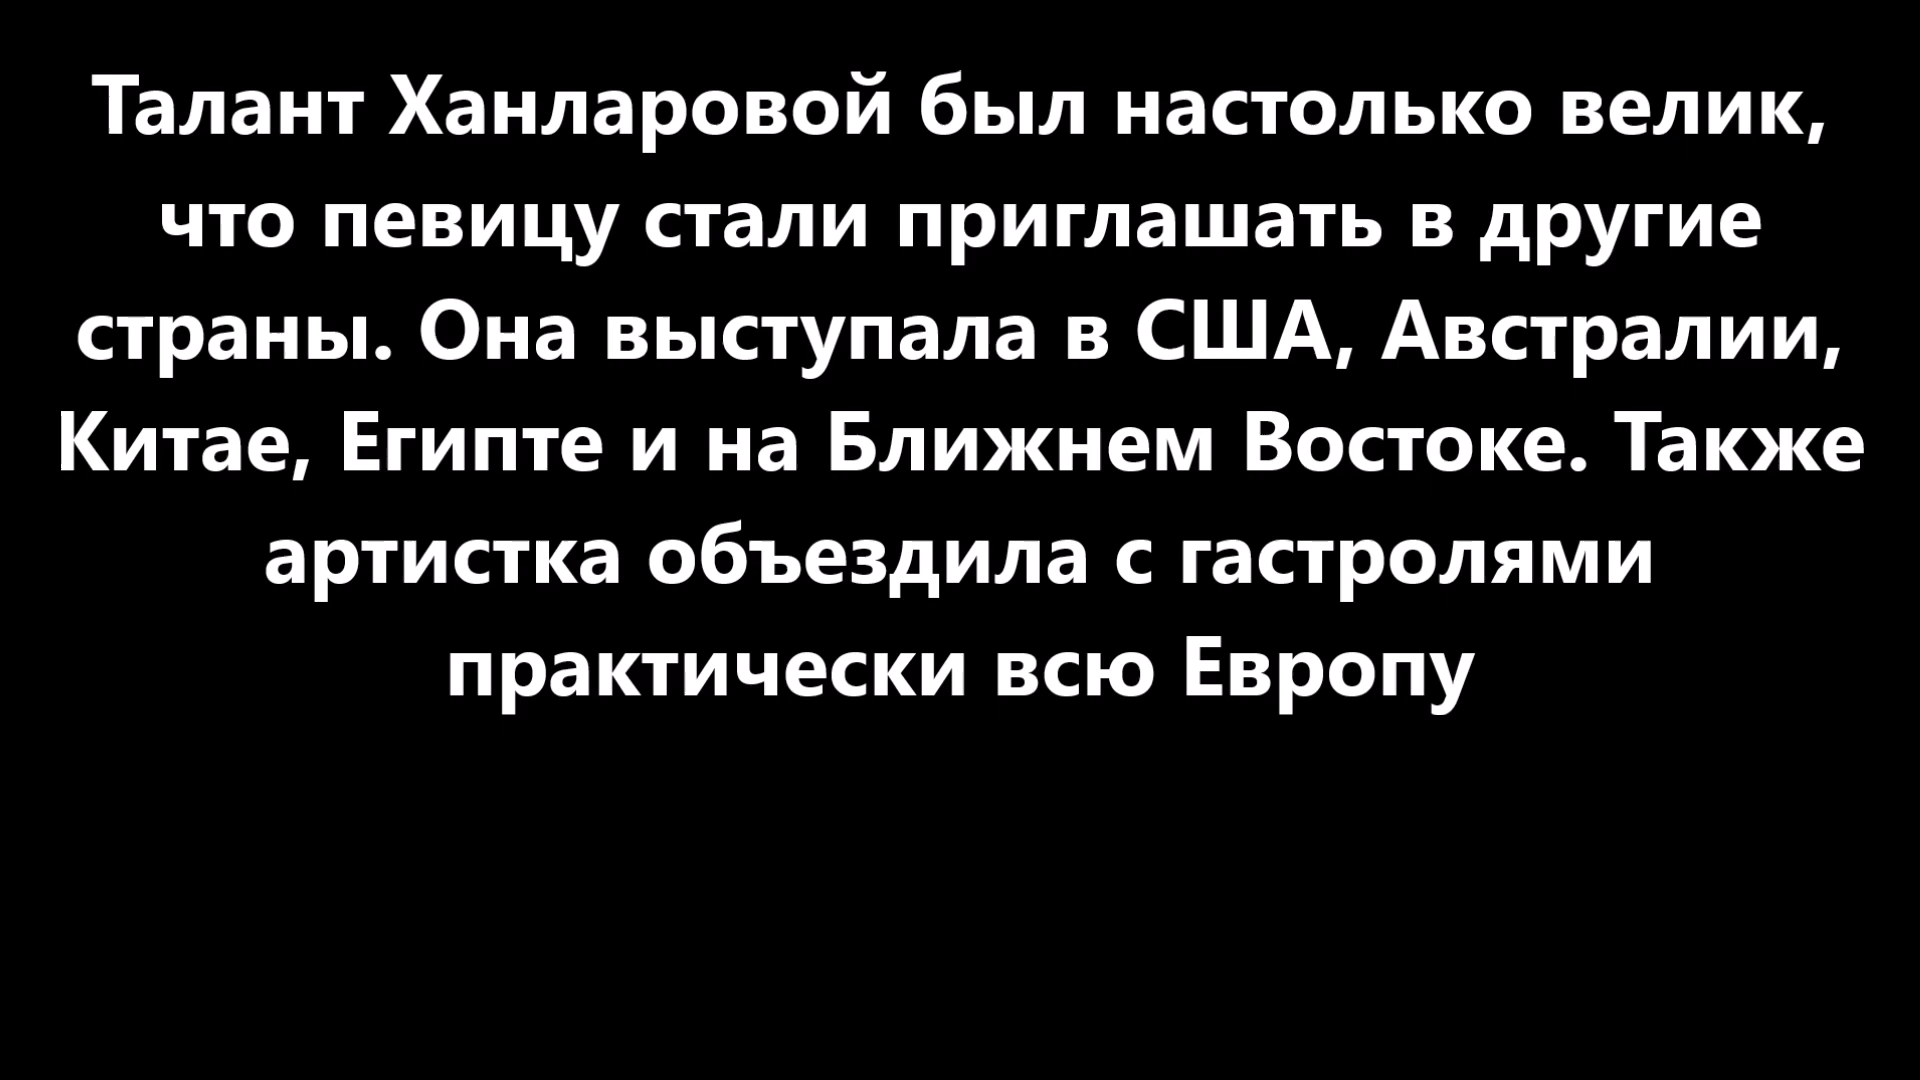 Талант Ханларовой был настолько велик,
что певицу стали приглашать в другие
страны. Она выступала в США, Австралии,
Китае, Египте и на Ближнем Востоке. Также
артистка объездила с гастролями
практически всю Европу